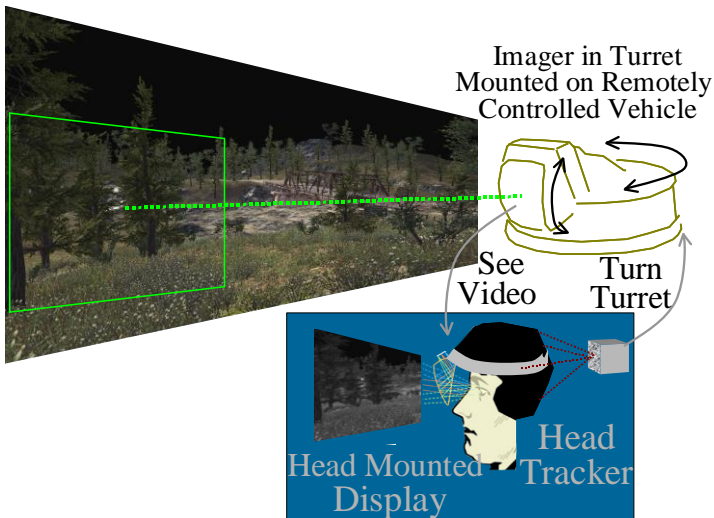 Imager in Turret
Mounted on Remotely
Controlled Vehicle
See
Video
Turn
Turret
Head Mounted
Display
Head
Tracker